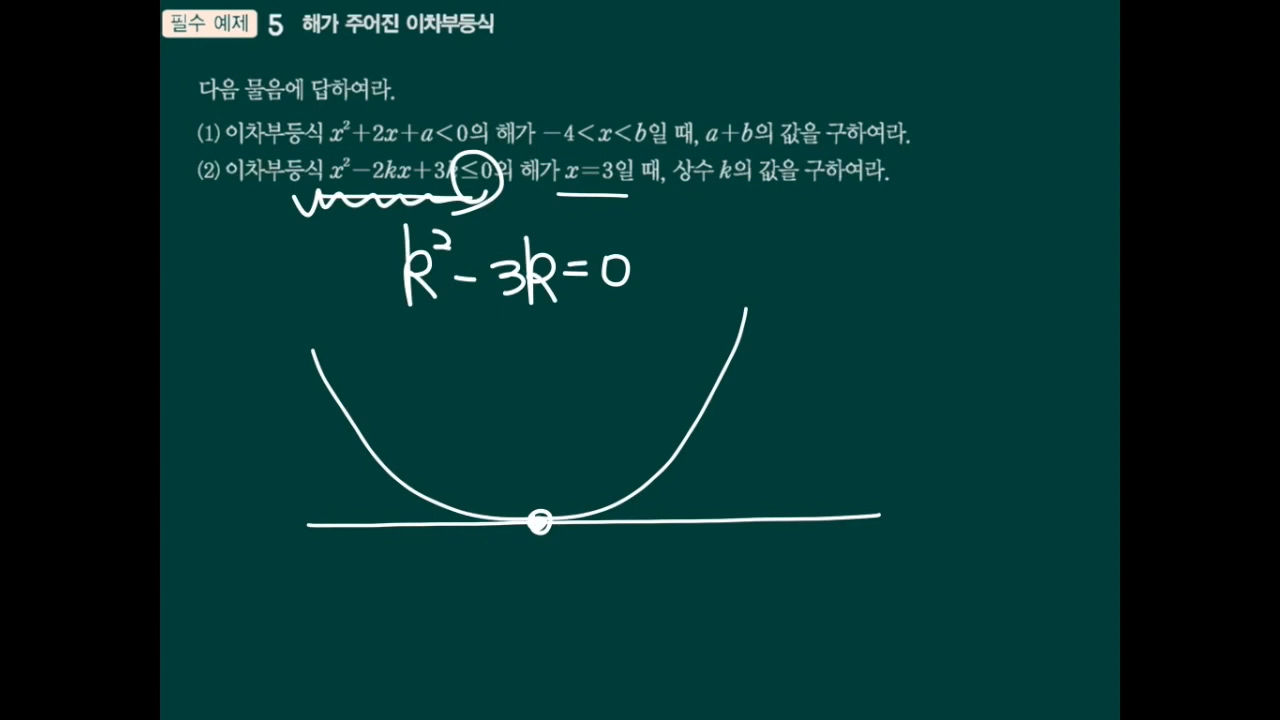 필수 예제 5 해가 주어진 이차부등식
다음 물음에 답하여라.
(1) 이차부등식 x²+2x+a<0의 해가 −4<x<b일 때, a+b의 값을 구하여라.
(2) 이차부등식 x²−2kx+3k≤0의 해가 x=3일 때, 상수 k의 값을 구하여라.
k² − 3k = 0